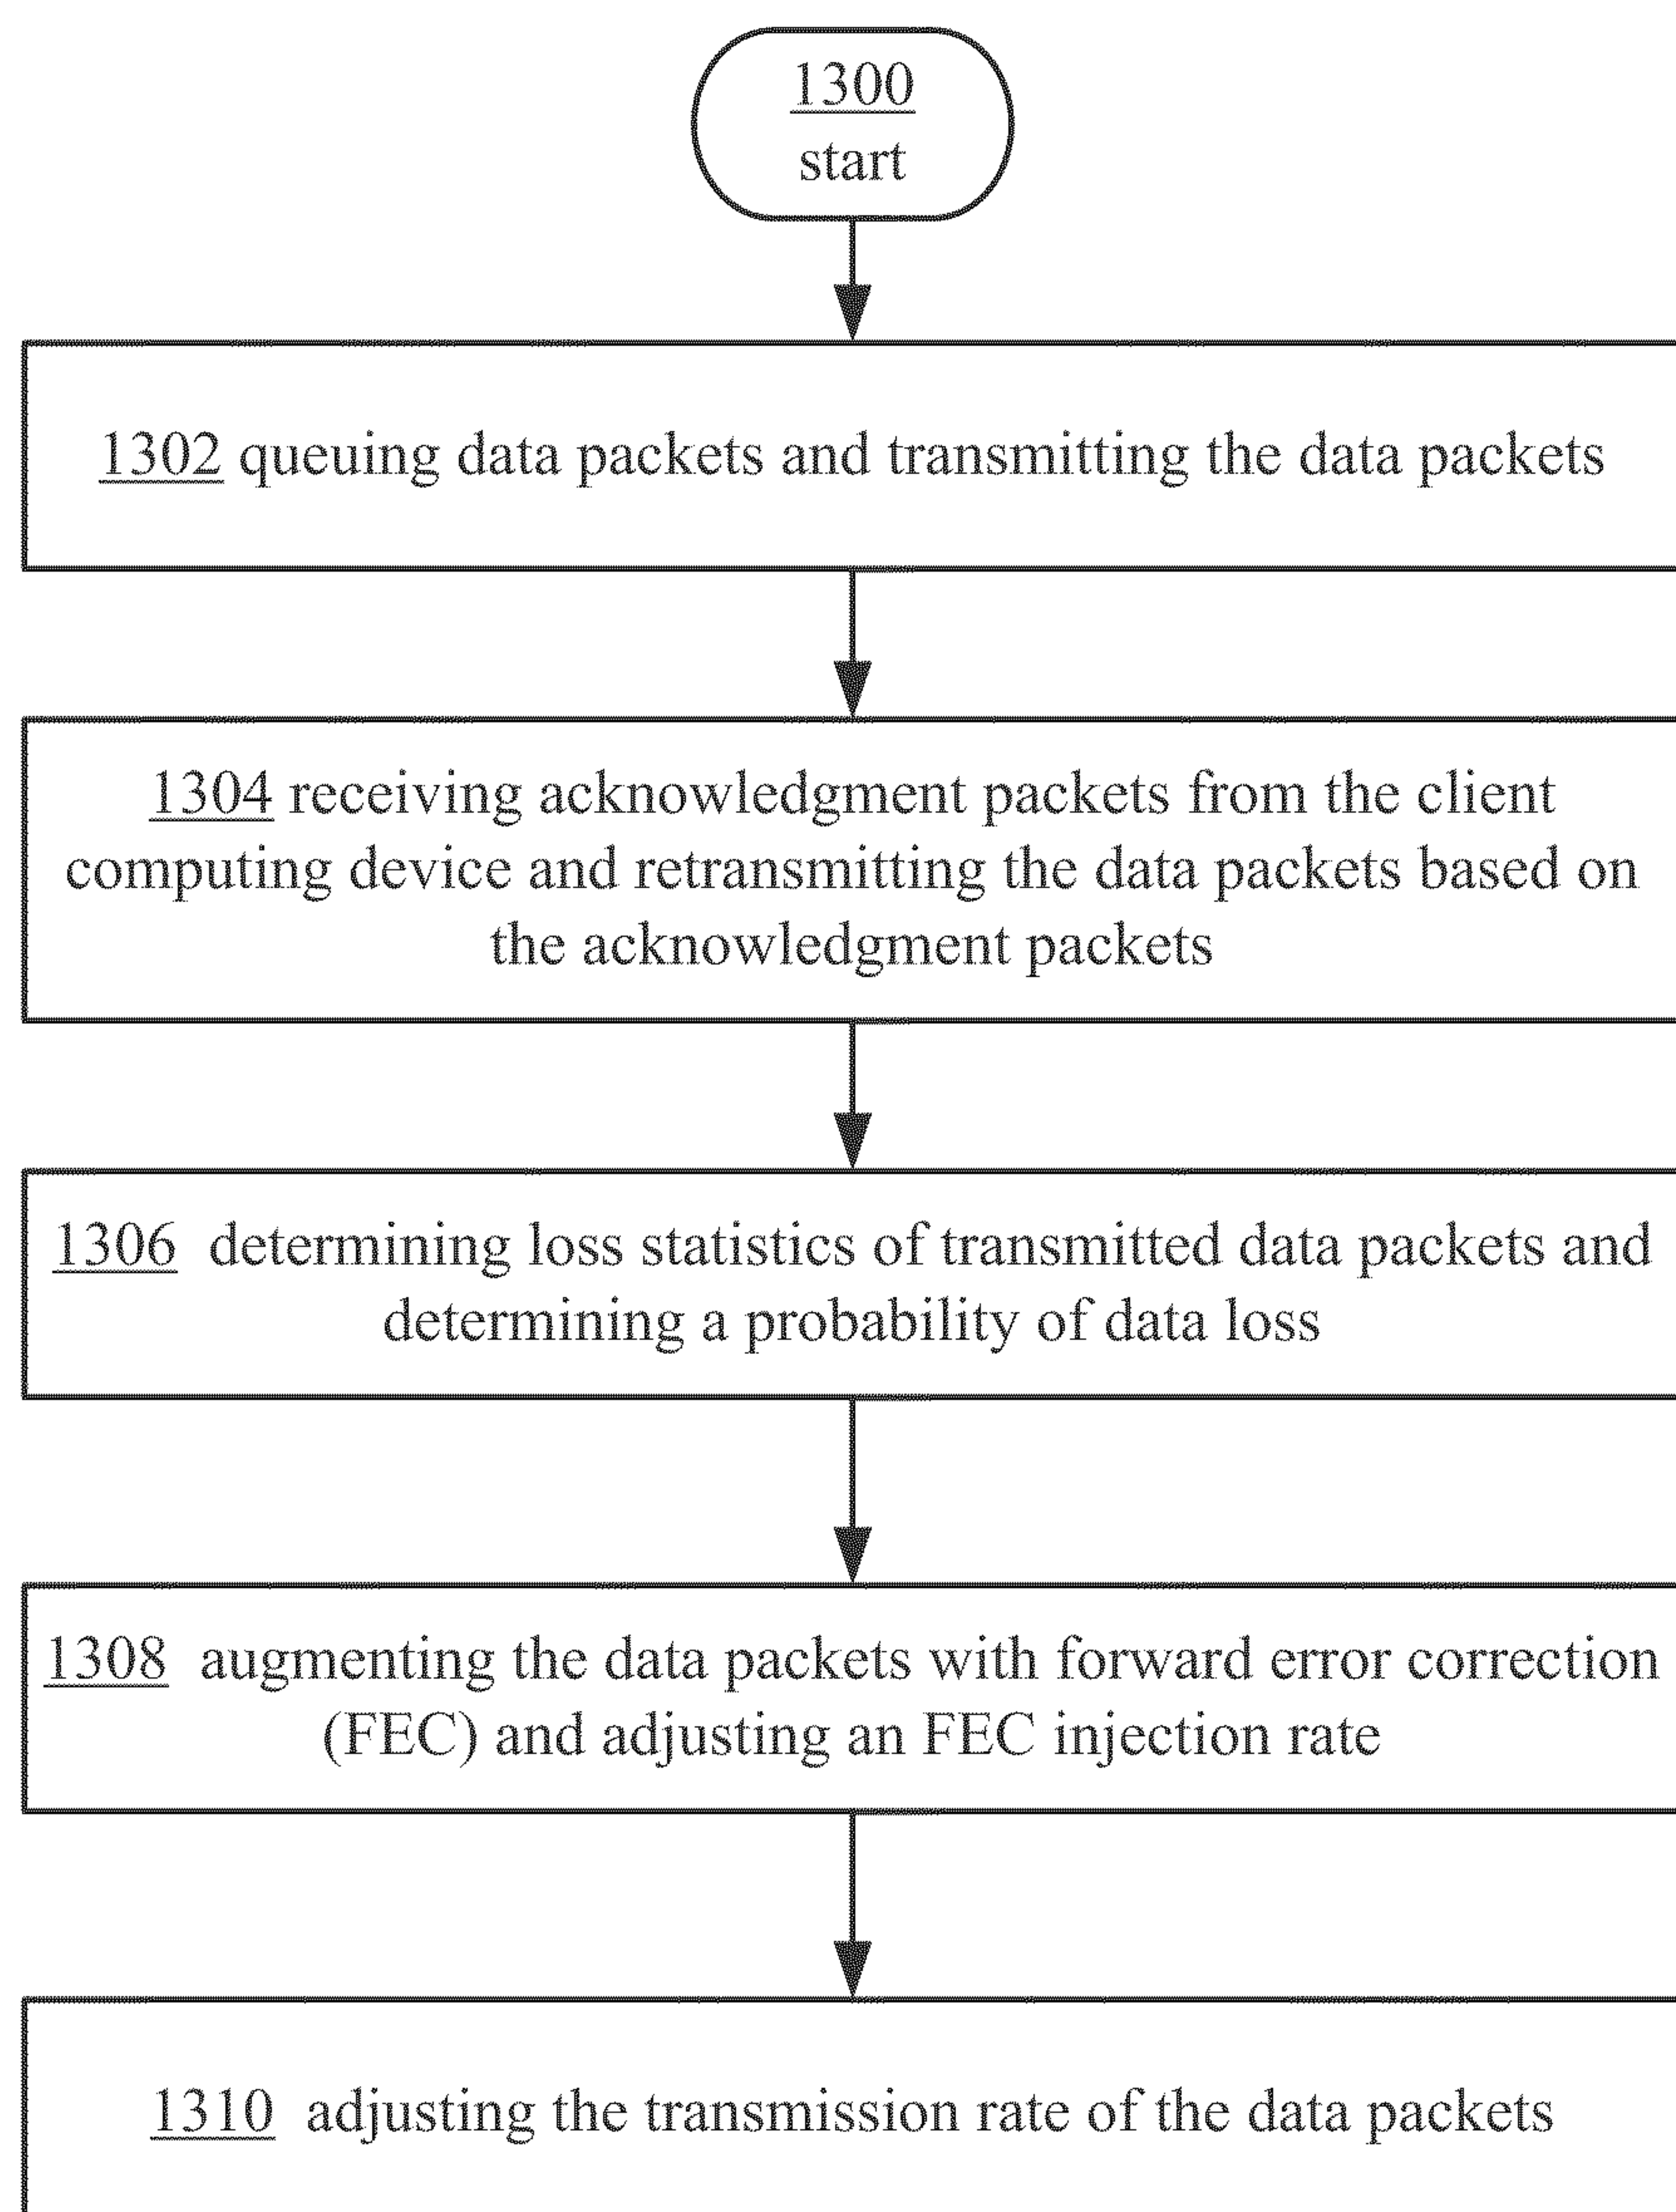 1300
start
1302 queuing data packets and transmitting the data packets
1304 receiving acknowledgment packets from the client
computing device and retransmitting the data packets based on
the acknowledgment packets
1306 determining loss statistics of transmitted data packets and
determining a probability of data loss
1308 augmenting the data packets with forward error correction
(FEC) and adjusting an FEC injection rate
1310 adjusting the transmission rate of the data packets